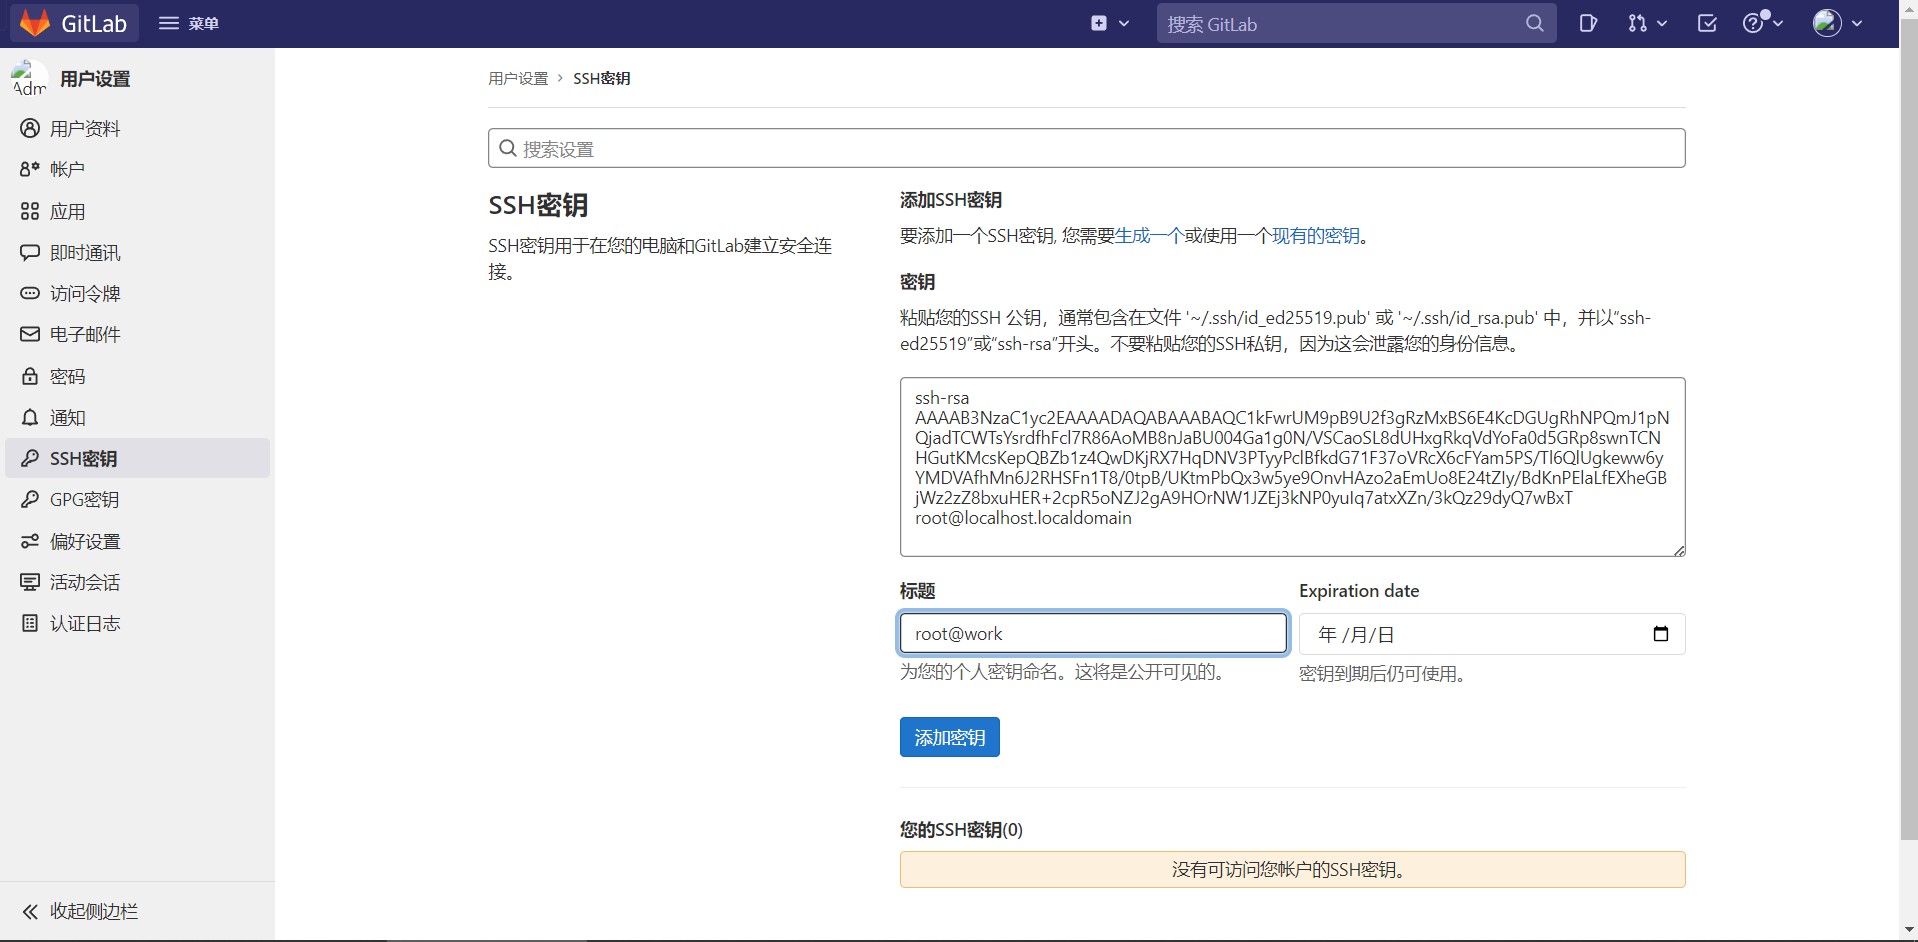 GitLab
菜单
搜索 GitLab
Adm
用户设置
用户资料
帐户
应用
即时通讯
访问令牌
电子邮件
密码
通知
SSH密钥
GPG密钥
偏好设置
活动会话
认证日志
收起侧边栏
用户设置 › SSH密钥
搜索设置
SSH密钥
SSH密钥用于在您的电脑和GitLab建立安全连
接。
添加SSH密钥
要添加一个SSH密钥, 您需要生成一个或使用一个现有的密钥。
密钥
粘贴您的SSH 公钥，通常包含在文件 '~/.ssh/id_ed25519.pub' 或 '~/.ssh/id_rsa.pub' 中，并以“ssh-
ed25519”或“ssh-rsa”开头。不要粘贴您的SSH私钥，因为这会泄露您的身份信息。
ssh-rsa
AAAAB3NzaC1yc2EAAAADAQABAAABAQC1kFwrUM9pB9U2f3gRzMxBS6E4KcDGUgRhNPQmJ1pN
QjadTCWTsYsrdfhFcl7R86AoMB8nJaBU004Ga1g0N/VSCaoSL8dUHxgRkqVdYoFa0d5GRp8swnTCN
HGutKMcsKepQBZb1z4QwDKjRX7HqDNV3PTyyPclBfkdG71F37oVRcX6cFYam5PS/Tl6QlUgkeww6y
YMDVAfhMn6J2RHSFn1T8/0tpB/UKtmPbQx3w5ye9OnvHAzo2aEmUo8E24tZIy/BdKnPElaLfEXheGB
jWz2zZ8bxuHER+2cpR5oNZJ2gA9HOrNW1JZEj3kNP0yuIq7atxXZn/3kQz29dyQ7wBxT
root@localhost.localdomain
标题
Expiration date
root@work
年 /月/日
为您的个人密钥命名。这将是公开可见的。
密钥到期后仍可使用。
添加密钥
您的SSH密钥(0)
没有可访问您帐户的SSH密钥。